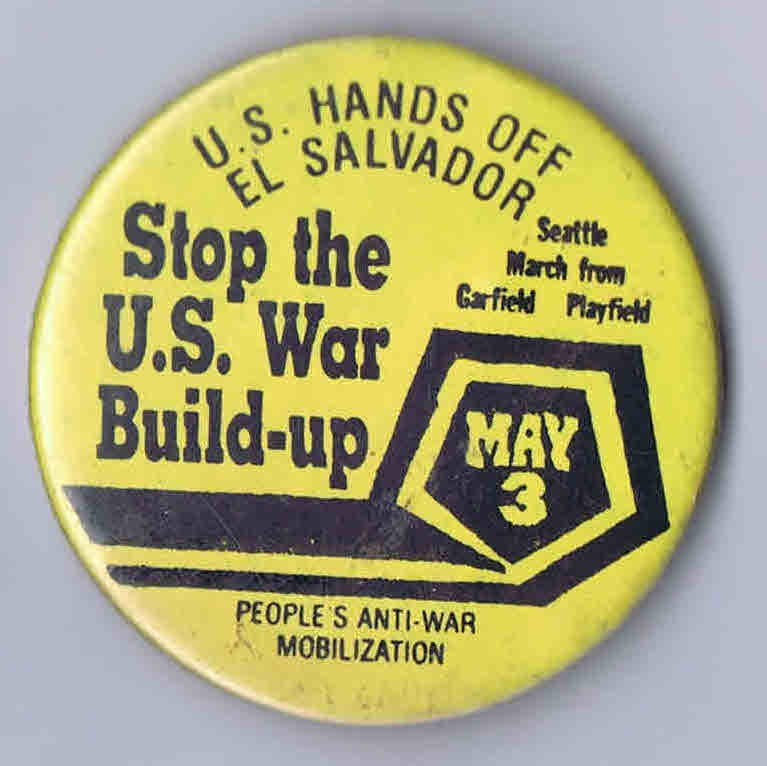 U.S. HANDS OFF
EL SALVADOR
Stop the
U.S. War
Build-up
Seattle
March from
Garfield Playfield
MAY
3
PEOPLE'S ANTI-WAR
MOBILIZATION